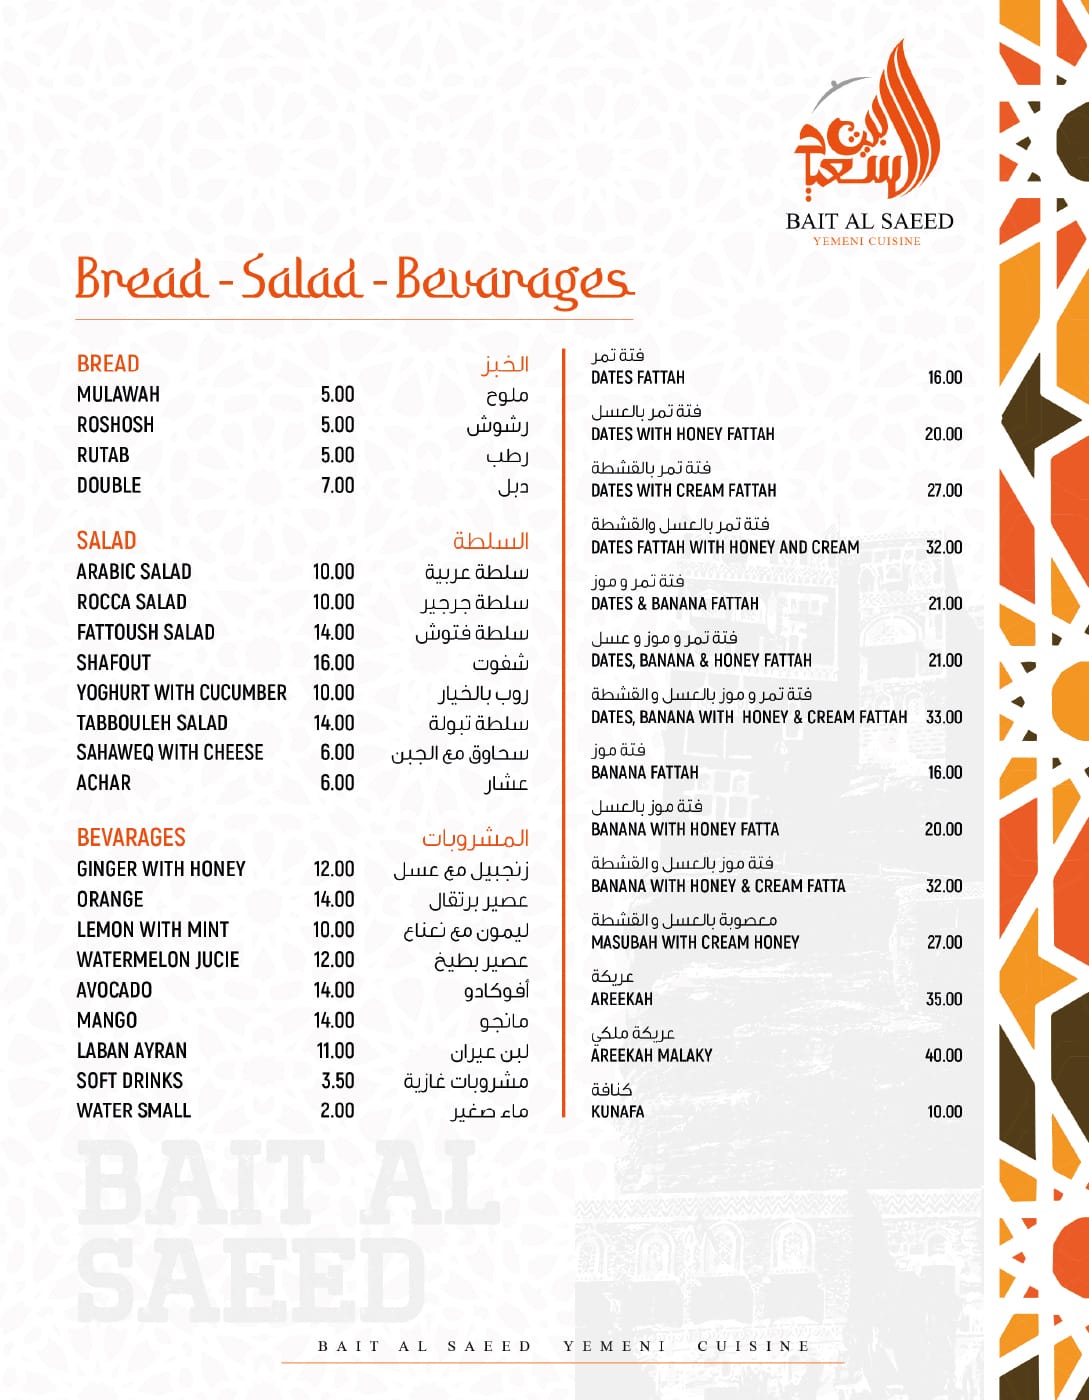 بيت سعيد
BAIT AL SAEED
YEMENI CUISINE
Bread - Salad - Bevarages
BREAD الخبز
MULAWAH 5.00 ملوح
ROSHOSH 5.00 رشوش
RUTAB 5.00 رطب
DOUBLE 7.00 دبل
SALAD السلطة
ARABIC SALAD 10.00 سلطة عربية
ROCCA SALAD 10.00 سلطة جرجير
FATTOUSH SALAD 14.00 سلطة فتوش
SHAFOUT 16.00 شفوت
YOGHURT WITH CUCUMBER 10.00 روب بالخيار
TABBOULEH SALAD 14.00 سلطة تبولة
SAHAWEQ WITH CHEESE 6.00 سحاوق مع الجبن
ACHAR 6.00 عشار
BEVARAGES المشروبات
GINGER WITH HONEY 12.00 زنجبيل مع عسل
ORANGE 14.00 عصير برتقال
LEMON WITH MINT 10.00 ليمون مع نعناع
WATERMELON JUCIE 12.00 عصير بطيخ
AVOCADO 14.00 أفوكادو
MANGO 14.00 مانجو
LABAN AYRAN 11.00 لبن عيران
SOFT DRINKS 3.50 مشروبات غازية
WATER SMALL 2.00 ماء صغير
فتة تمر
DATES FATTAH 16.00
فتة تمر بالعسل
DATES WITH HONEY FATTAH 20.00
فتة تمر بالقشطة
DATES WITH CREAM FATTAH 27.00
فتة تمر بالعسل والقشطة
DATES FATTAH WITH HONEY AND CREAM 32.00
فتة تمر و موز
DATES & BANANA FATTAH 21.00
فتة تمر و موز و عسل
DATES, BANANA & HONEY FATTAH 21.00
فتة تمر و موز بالعسل و القشطة
DATES, BANANA WITH HONEY & CREAM FATTAH 33.00
فتة موز
BANANA FATTAH 16.00
فتة موز بالعسل
BANANA WITH HONEY FATTA 20.00
فتة موز بالعسل و القشطة
BANANA WITH HONEY & CREAM FATTA 32.00
معصوبة بالعسل و القشطة
MASUBAH WITH CREAM HONEY 27.00
عريكة
AREEKAH 35.00
عريكة ملكي
AREEKAH MALAKY 40.00
كنافة
KUNAFA 10.00
BAIT AL
SAEED
BAIT AL SAEED YEMENI CUISINE